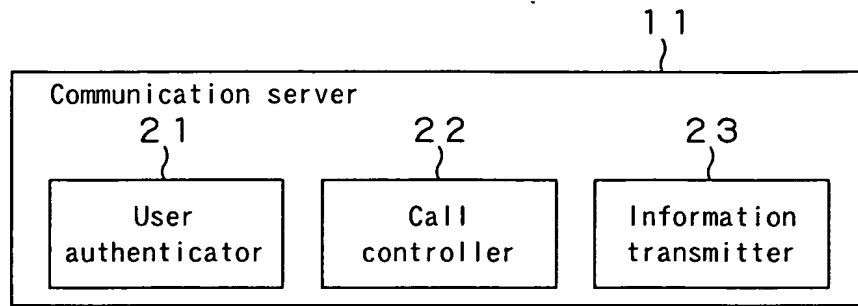 11
Communication server
21 22 23
User Call Information
authenticator controller transmitter